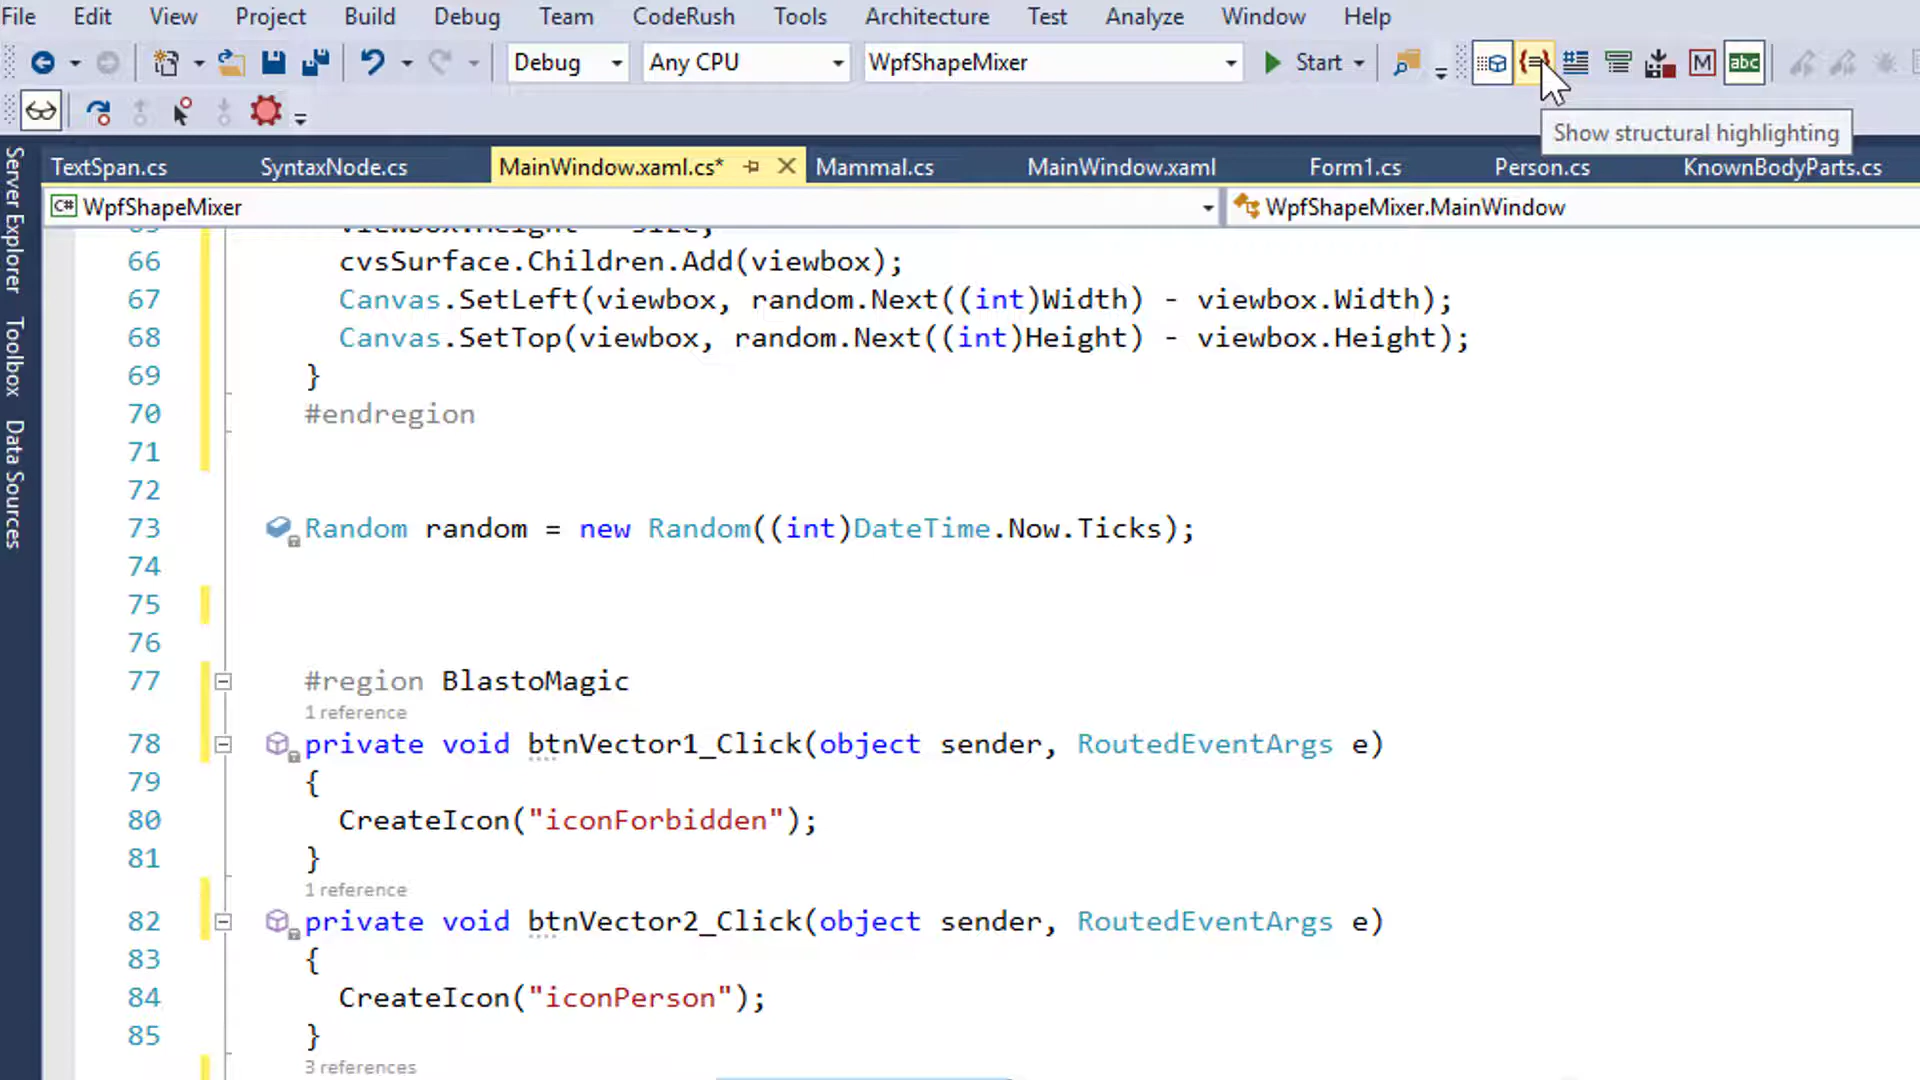 File Edit View Project Build Debug Team CodeRush Tools Architecture Test Analyze Window Help
Debug Any CPU WpfShapeMixer Start M abc
Show structural highlighting
TextSpan.cs SyntaxNode.cs MainWindow.xaml.cs* Mammal.cs MainWindow.xaml Form1.cs Person.cs KnownBodyParts.cs
C# WpfShapeMixer WpfShapeMixer.MainWindow
Server Explorer
Toolbox
Data Sources
66 cvsSurface.Children.Add(viewbox);
67 Canvas.SetLeft(viewbox, random.Next((int)Width) - viewbox.Width);
68 Canvas.SetTop(viewbox, random.Next((int)Height) - viewbox.Height);
69 }
70 #endregion
71
72
73 Random random = new Random((int)DateTime.Now.Ticks);
74
75
76
77 #region BlastoMagic
1 reference
78 private void btnVector1_Click(object sender, RoutedEventArgs e)
79 {
80 CreateIcon("iconForbidden");
81 }
1 reference
82 private void btnVector2_Click(object sender, RoutedEventArgs e)
83 {
84 CreateIcon("iconPerson");
85 }
3 references